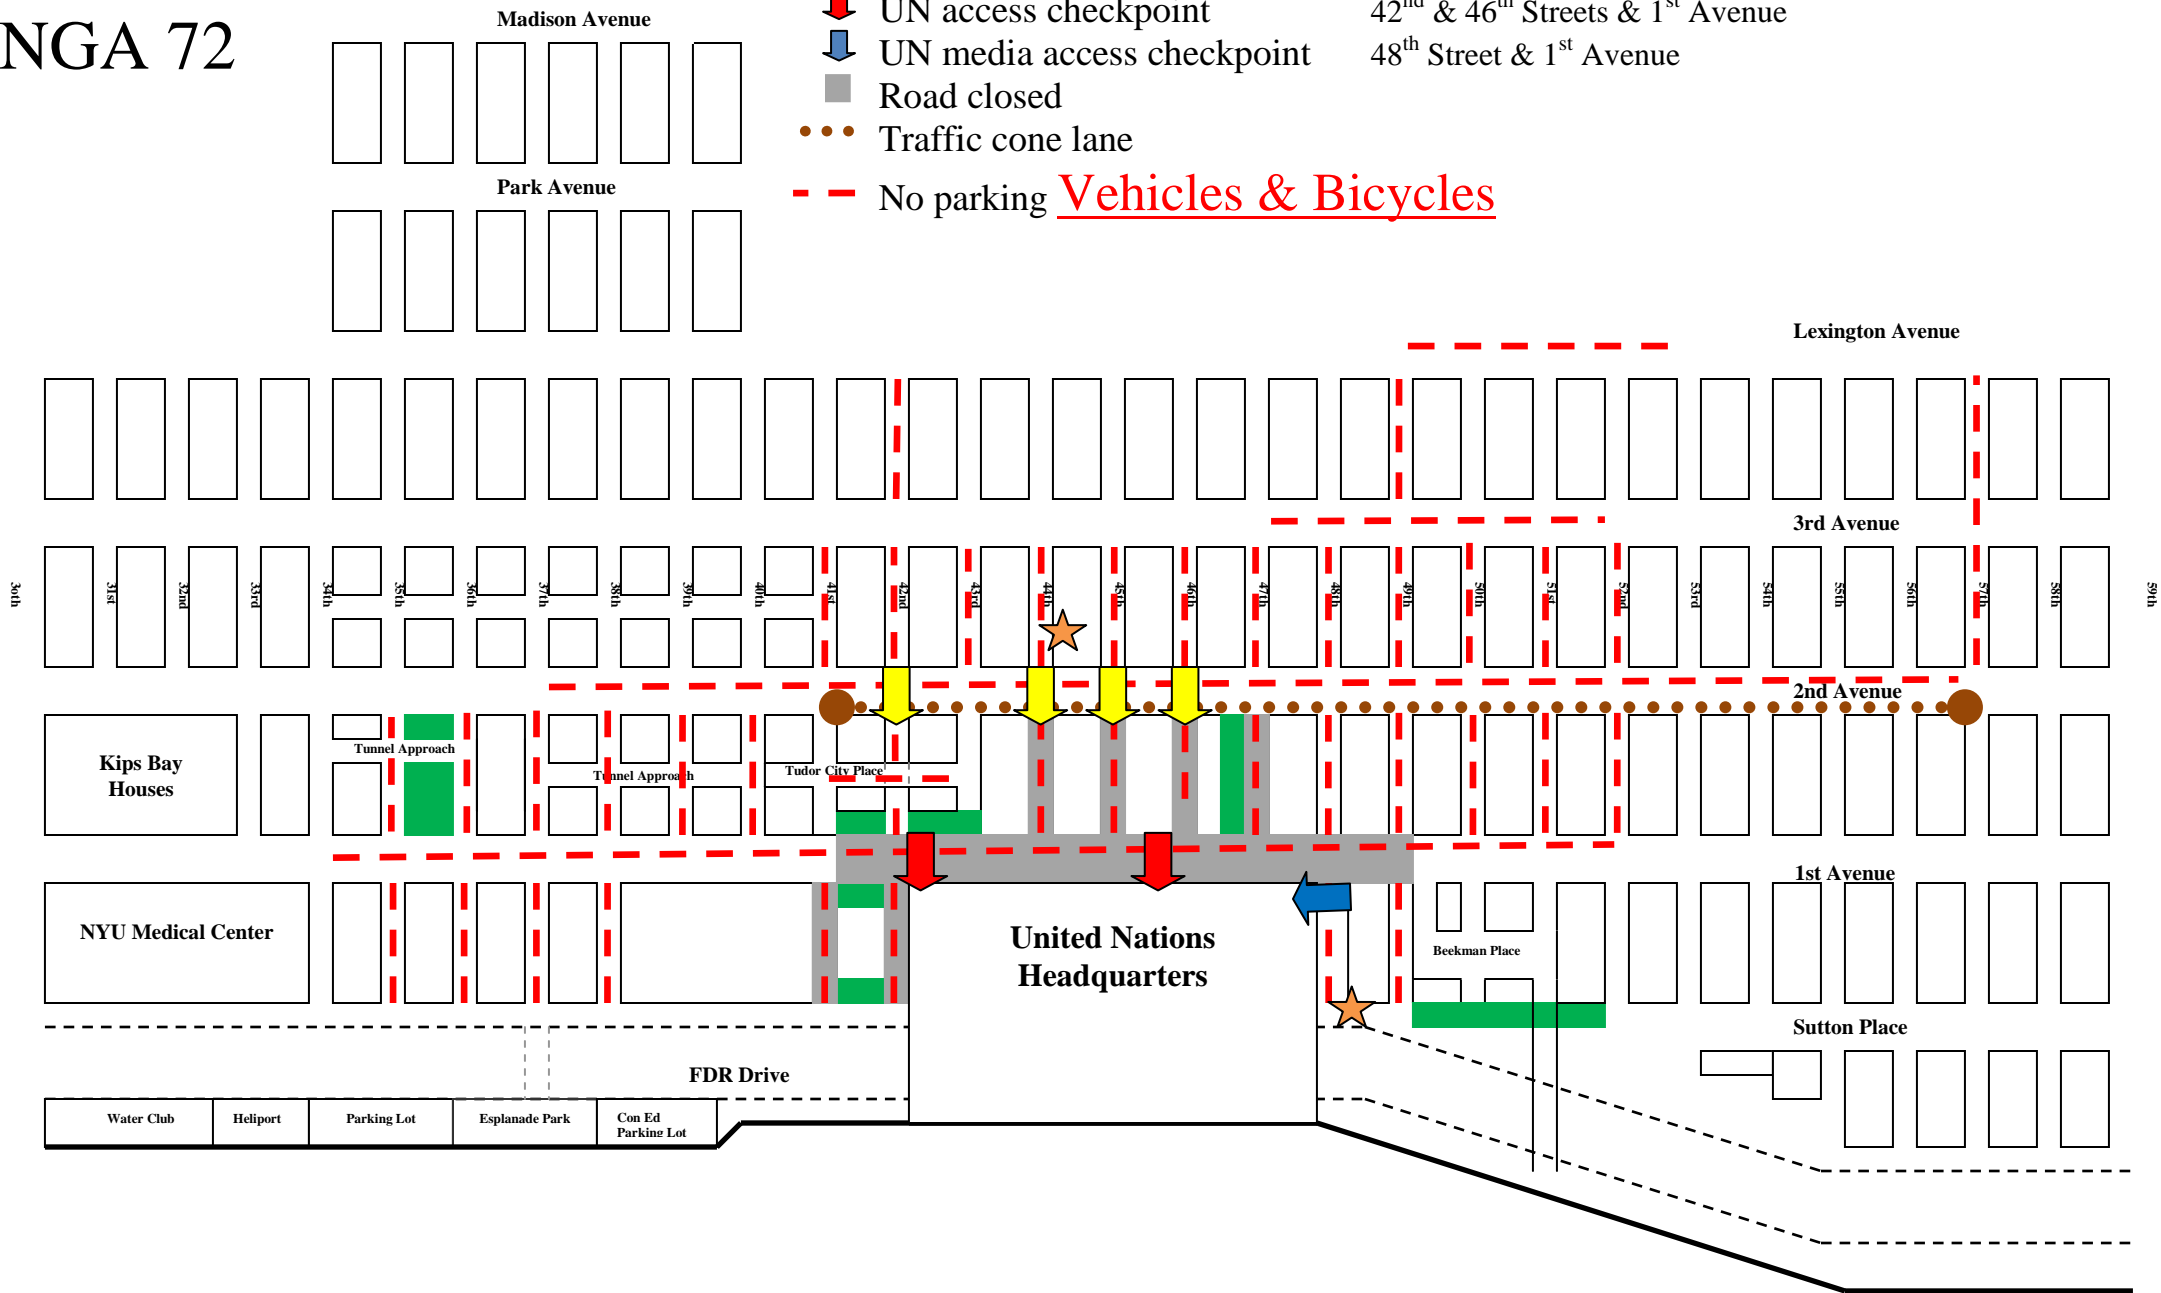 NGA 72
Madison Avenue
UN access checkpoint 42nd & 46th Streets & 1st Avenue
UN media access checkpoint 48th Street & 1st Avenue
Road closed
Traffic cone lane
No parking Vehicles & Bicycles
Park Avenue
Lexington Avenue
3rd Avenue
30th 31st 32nd 33rd 34th 35th 36th 37th 38th 39th 40th 41st 42nd 43rd 44th 45th 46th 47th 48th 49th 50th 51st 52nd 53rd 54th 55th 56th 57th 58th 59th
2nd Avenue
Tunnel Approach
Kips Bay
Houses
Tunnel Approach
Tudor City Place
1st Avenue
NYU Medical Center
United Nations
Headquarters
Beekman Place
Sutton Place
FDR Drive
Water Club
Heliport
Parking Lot
Esplanade Park
Con Ed
Parking Lot